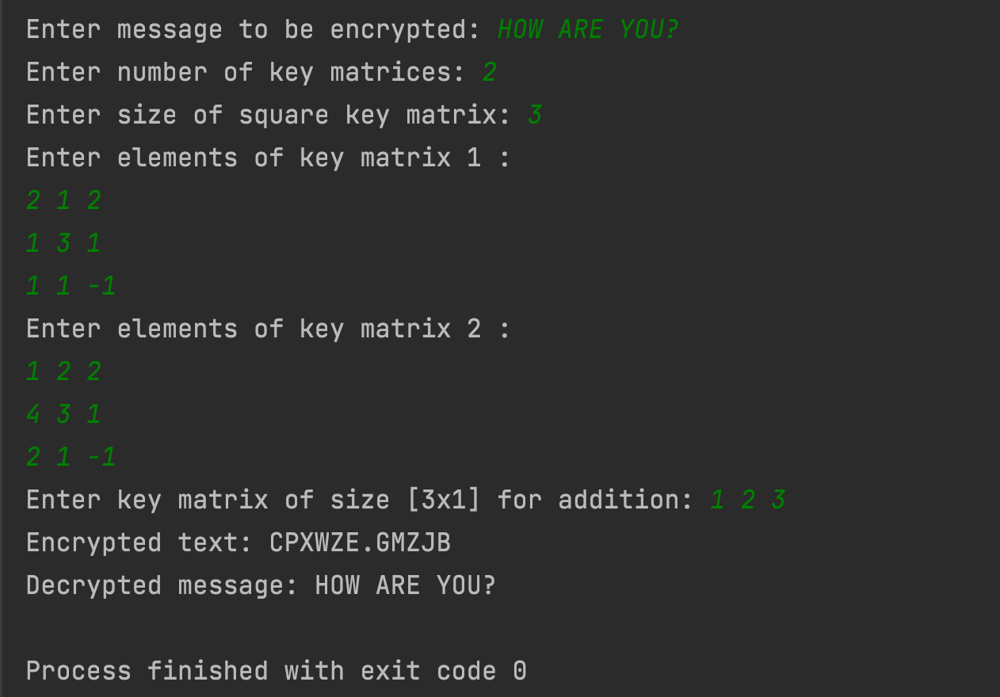 Enter message to be encrypted: HOW ARE YOU?
Enter number of key matrices: 2
Enter size of square key matrix: 3
Enter elements of key matrix 1 :
2 1 2
1 3 1
1 1 -1
Enter elements of key matrix 2 :
1 2 2
4 3 1
2 1 -1
Enter key matrix of size [3x1] for addition: 1 2 3
Encrypted text: CPXWZE.GMZJB
Decrypted message: HOW ARE YOU?
Process finished with exit code 0